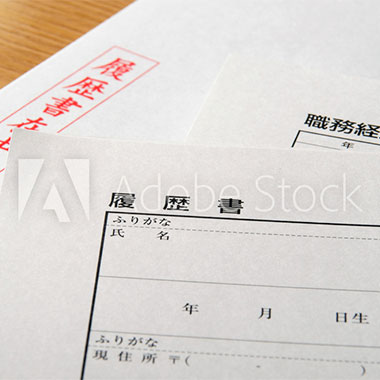 履歴書在
職務経
年
Adobe Stock
履歴書
ふりがな
氏 名
年 月 日生
ふりがな
現住所 〒( - )